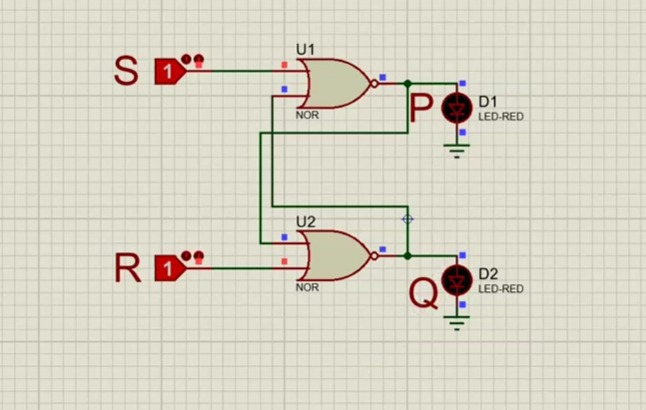 U1
S
1
P
D1
LED-RED
NOR
U2
R
1
D2
LED-RED
Q
NOR